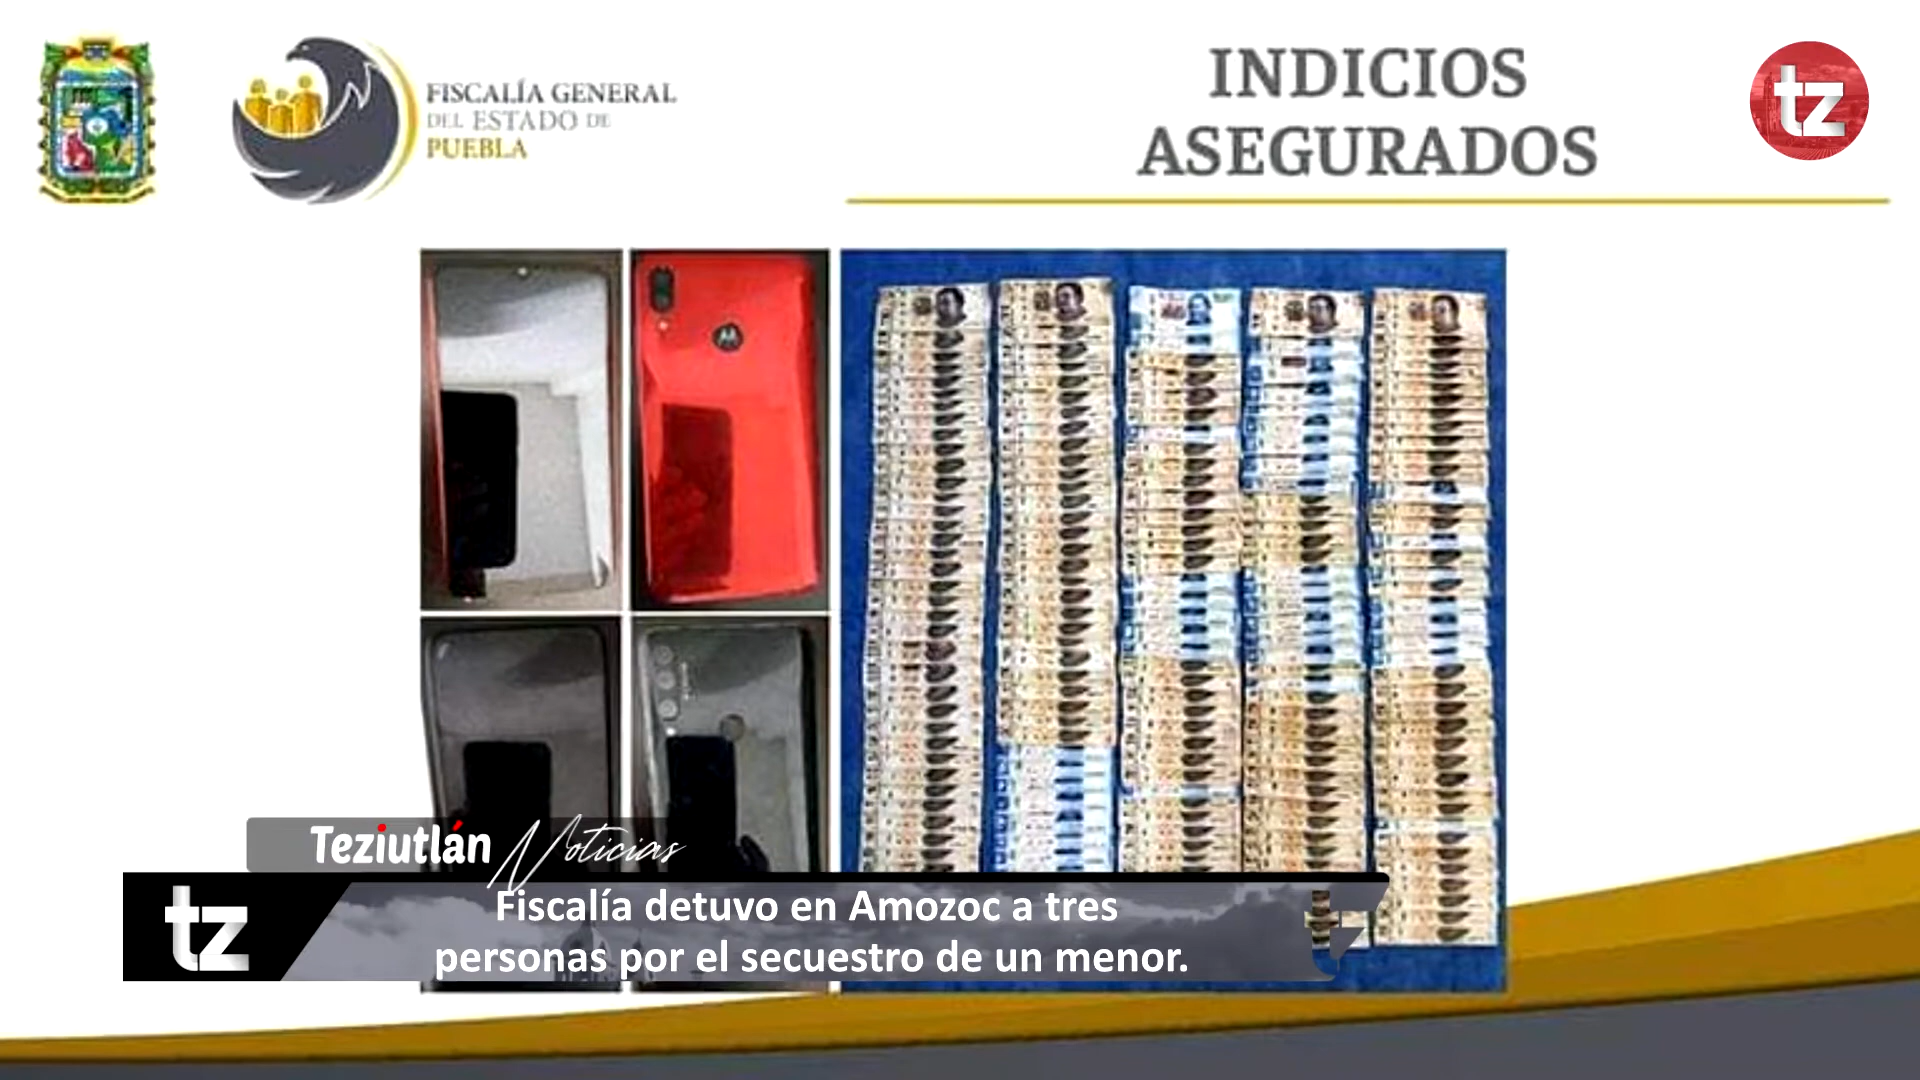 FISCALÍA GENERAL
DEL ESTADO DE
PUEBLA
INDICIOS
ASEGURADOS
tz
Teziutlán Noticias
tz
Fiscalía detuvo en Amozoc a tres
personas por el secuestro de un menor.
tz